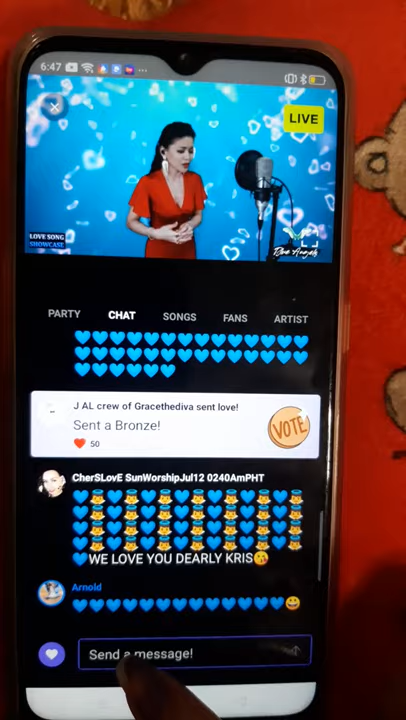 6:47
LIVE
LOVE SONG
SHOWCASE
PARTY CHAT SONGS FANS ARTIST
💙💙💙💙💙💙💙💙💙💙💙💙💙
💙💙💙💙💙💙💙💙💙💙💙💙💙
💙💙💙💙💙💙
J AL crew of Gracethediva sent love!
Sent a Bronze!
VOTE
❤️ 50
CherSLovE SunWorshipJul12 0240AmPHT
WE LOVE YOU DEARLY KRIS😘
Arnold
💙💙💙💙💙💙💙💙💙💙💙💙😀
Send a message!